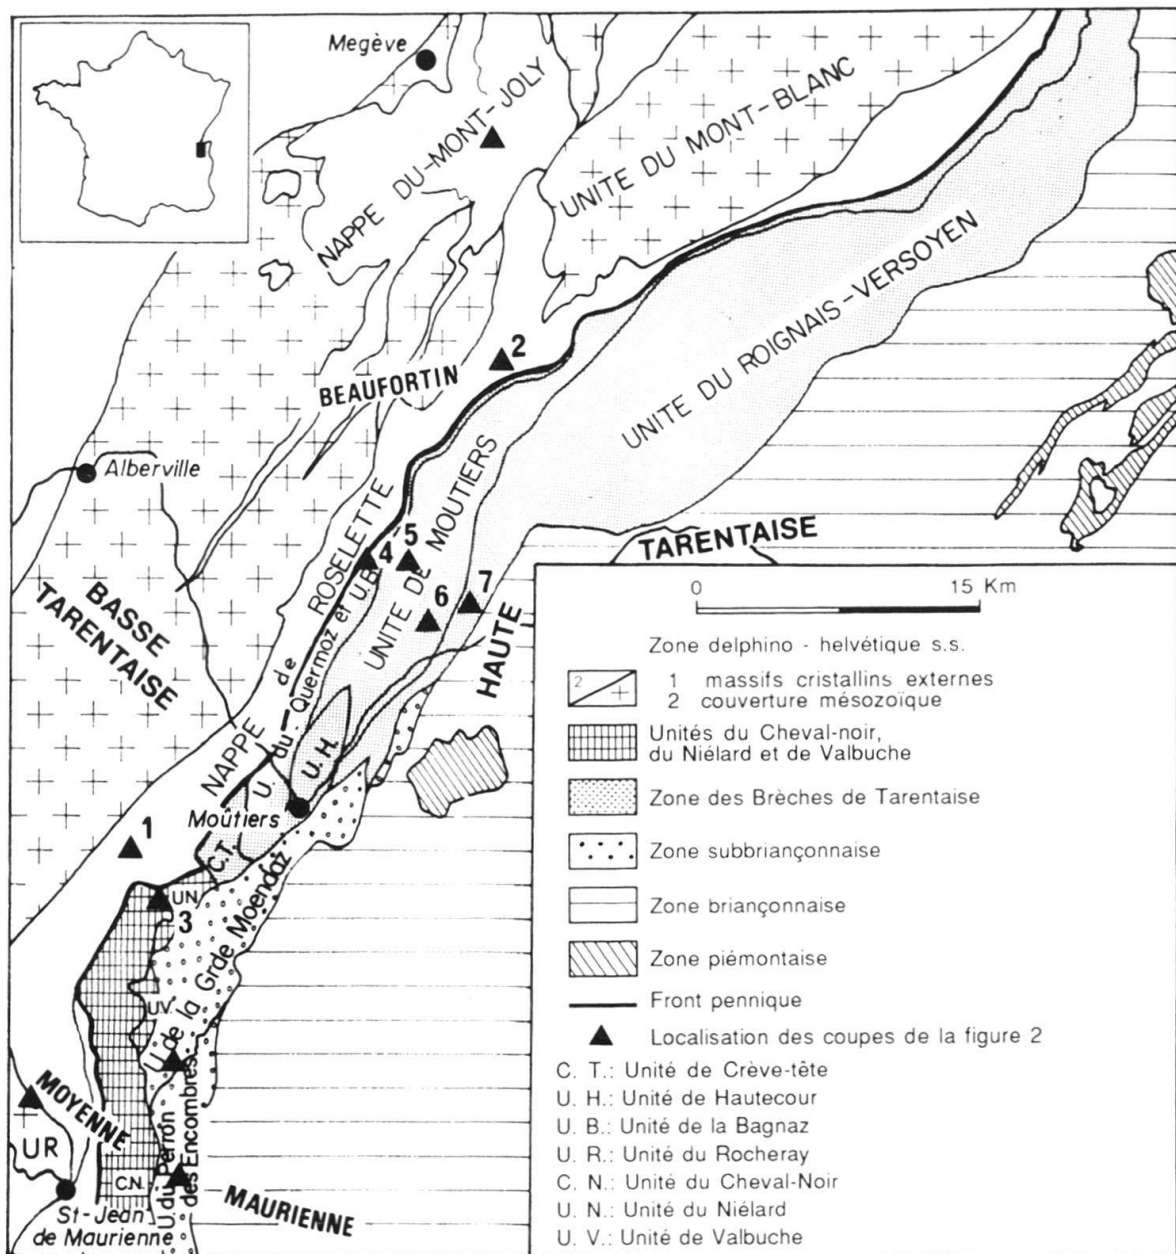 Megève
NAPPE DU-MONT-JOLY
UNITE DU MONT-BLANC
UNITE DU ROIGNAIS-VERSOYEN
2
BEAUFORTIN
Alberville
BASSE
TARENTAISE
NAPPE de ROSELETTE
4
5
6
7
U. du Quermoz et U.B.
UNITE DE MOUTIERS
HAUTE
TARENTAISE
U.H.
Moûtiers
C.T.
1
U.N.
3
U.V.
U de la Grde Moendaz
MOYENNE
MAURIENNE
UR
C.N.
U du Perron
des Encombres
St-Jean
de Maurienne
0 15 Km
Zone delphino - helvétique s.s.
2
1 massifs cristallins externes
2 couverture mésozoïque
Unités du Cheval-noir,
du Niélard et de Valbuche
Zone des Brèches de Tarentaise
Zone subbriançonnaise
Zone briançonnaise
Zone piémontaise
Front pennique
Localisation des coupes de la figure 2
C. T.: Unité de Crève-tête
U. H.: Unité de Hautecour
U. B.: Unité de la Bagnaz
U. R.: Unité du Rocheray
C. N.: Unité du Cheval-Noir
U. N.: Unité du Niélard
U. V.: Unité de Valbuche